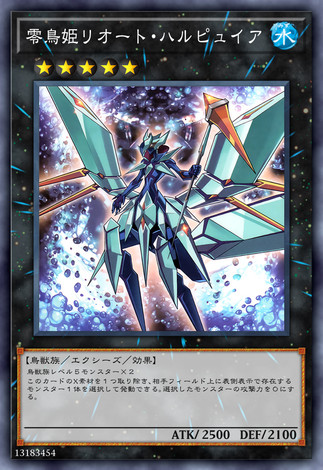 零鳥姫リオート・ハルピュイア
水
【鳥獣族／エクシーズ／効果】
鳥獣族レベル５モンスター×２
このカードのX素材を１つ取り除き、相手フィールド上に表側表示で存在する
モンスター１体を選択して発動できる。選択したモンスターの攻撃力を０にす
る。
ATK/ 2500 DEF/2100
13183454